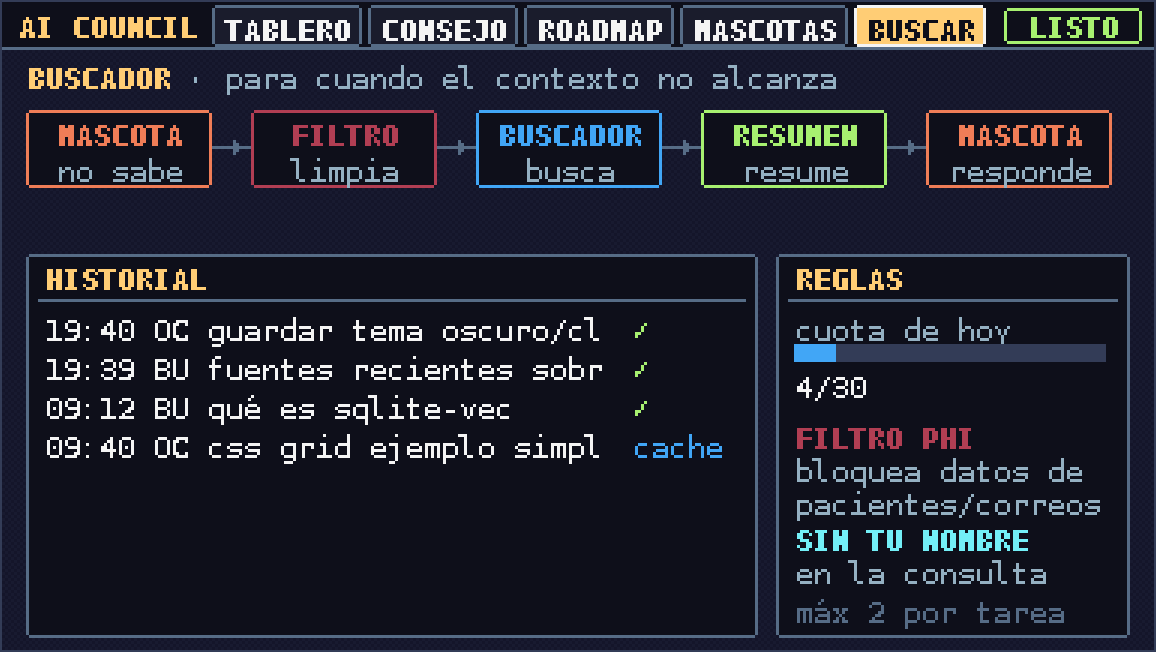 AI COUNCIL TABLERO CONSEJO ROADMAP MASCOTAS BUSCAR LISTO
BUSCADOR · para cuando el contexto no alcanza
MASCOTA FILTRO BUSCADOR RESUMEN MASCOTA
no sabe limpia busca resume responde
HISTORIAL
19:40 OC guardar tema oscuro/cl ✓
19:39 BU fuentes recientes sobr ✓
09:12 BU qué es sqlite-vec ✓
09:40 OC css grid ejemplo simpl cache
REGLAS
cuota de hoy
4/30
FILTRO PHI
bloquea datos de
pacientes/correos
SIN TU NOMBRE
en la consulta
máx 2 por tarea